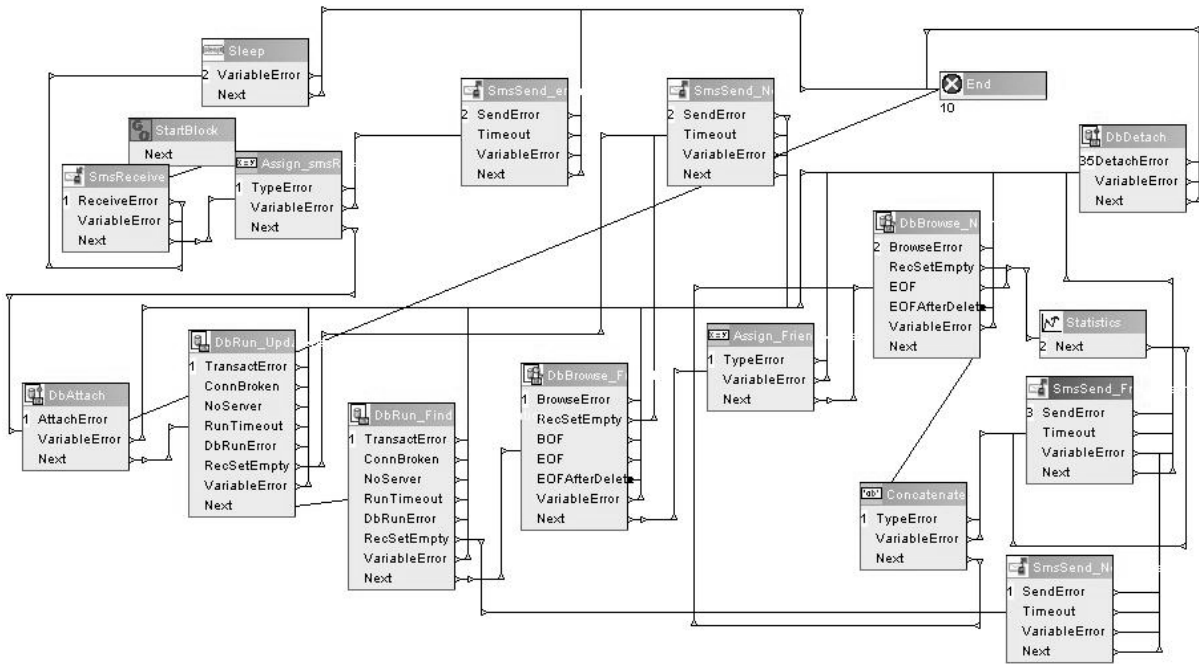 Sleep
2 VariableError
Next
StartBlock
Next
SmsReceive
1 ReceiveError
VariableError
Next
Assign_smsR
1 TypeError
VariableError
Next
SmsSend_er
2 SendError
Timeout
VariableError
Next
SmsSend_No
2 SendError
Timeout
VariableError
Next
End
10
DbDetach
35DetachError
VariableError
Next
DbBrowse_N
2 BrowseError
RecSetEmpty
EOF
EOFAfterDelete
VariableError
Next
DbRun_Upd
1 TransactError
ConnBroken
NoServer
RunTimeout
DbRunError
RecSetEmpty
VariableError
Next
DbAttach
1 AttachError
VariableError
Next
DbRun_Find
1 TransactError
ConnBroken
NoServer
RunTimeout
DbRunError
RecSetEmpty
VariableError
Next
DbBrowse_Fr
1 BrowseError
RecSetEmpty
BOF
EOF
EOFAfterDelete
VariableError
Next
Assign_Frien
1 TypeError
VariableError
Next
Statistics
2 Next
SmsSend_Fr
3 SendError
Timeout
VariableError
Next
'ab' Concatenate
1 TypeError
VariableError
Next
SmsSend_No
1 SendError
Timeout
VariableError
Next